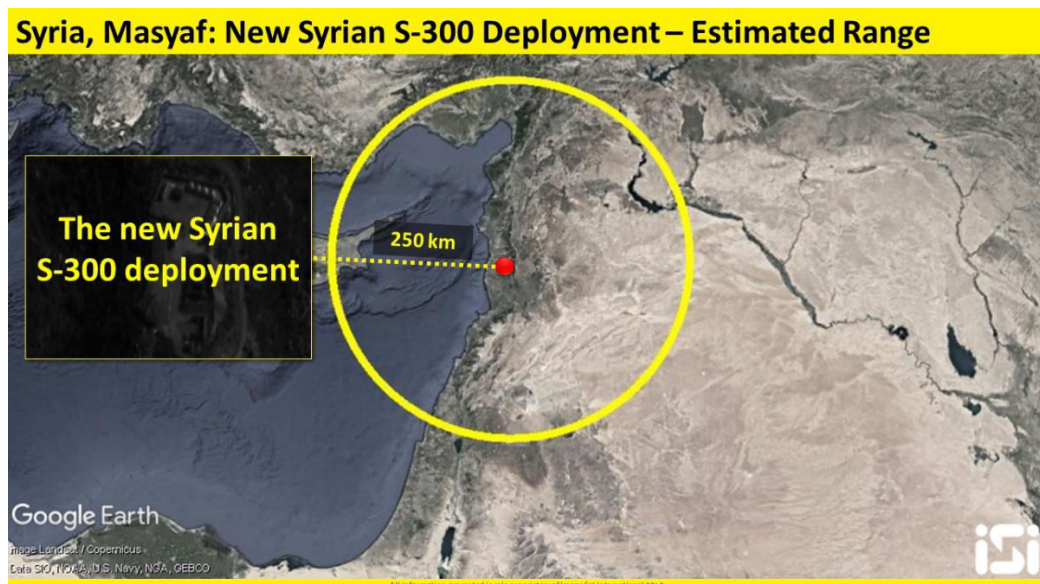 Syria, Masyaf: New Syrian S-300 Deployment – Estimated Range
The new Syrian
S-300 deployment
250 km
Google Earth
Image Landsat / Copernicus
Data SIO, NOAA, U.S. Navy, NGA, GEBCO
iSi